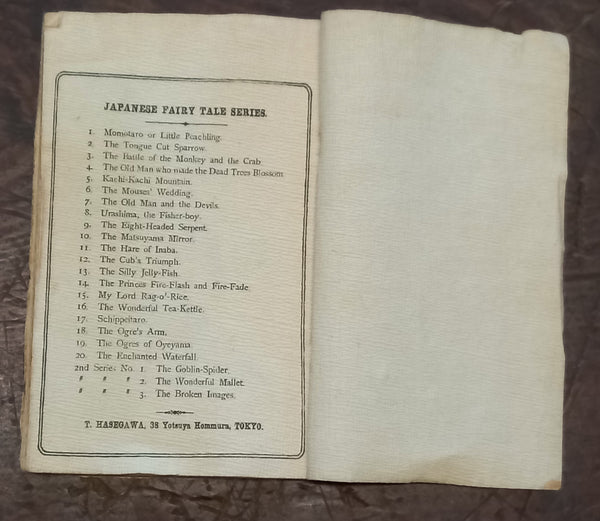 JAPANESE FAIRY TALE SERIES.
1. Momotaro or Little Peachling.
2. The Tongue Cut Sparrow.
3. The Battle of the Monkey and the Crab
4. The Old Man who made the Dead Trees Blossom
5. Kachi-Kachi Mountain.
6. The Mouses' Wedding.
7. The Old Man and the Devils.
8. Urashima, the Fisher-boy.
9. The Eight-Headed Serpent.
10. The Matsuyama Mirror.
11. The Hare of Inaba.
12. The Cub's Triumph.
13. The Silly Jelly-Fish.
14. The Princes Fire-Flash and Fire-Fade.
15. My Lord Bag-o'-Rice.
16. The Wonderful Tea-Kettle.
17. Schippeitaro.
18. The Ogre's Arm.
19. The Ogres of Oyeyama.
20. The Enchanted Waterfall.
2nd Series No. 1. The Goblin-Spider.
" " " 2. The Wonderful Mallet.
" " " 3. The Broken Images.
T. HASEGAWA, 38 Yotsuya Hommura, TOKYO.